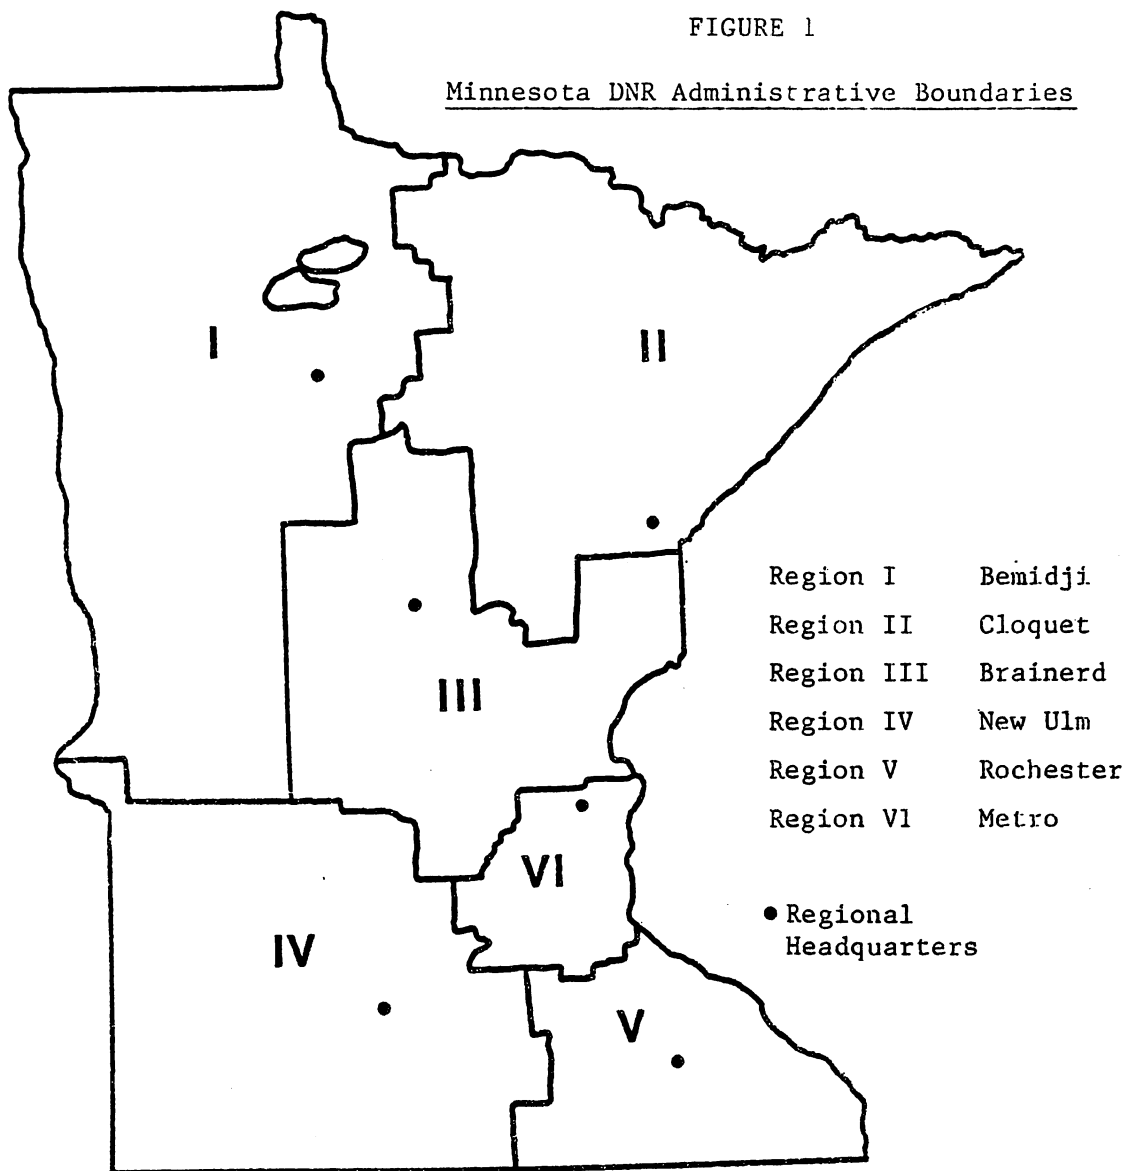 FIGURE 1
Minnesota DNR Administrative Boundaries
I
II
III
IV
V
VI
Region I Bemidji
Region II Cloquet
Region III Brainerd
Region IV New Ulm
Region V Rochester
Region VI Metro
Regional
Headquarters